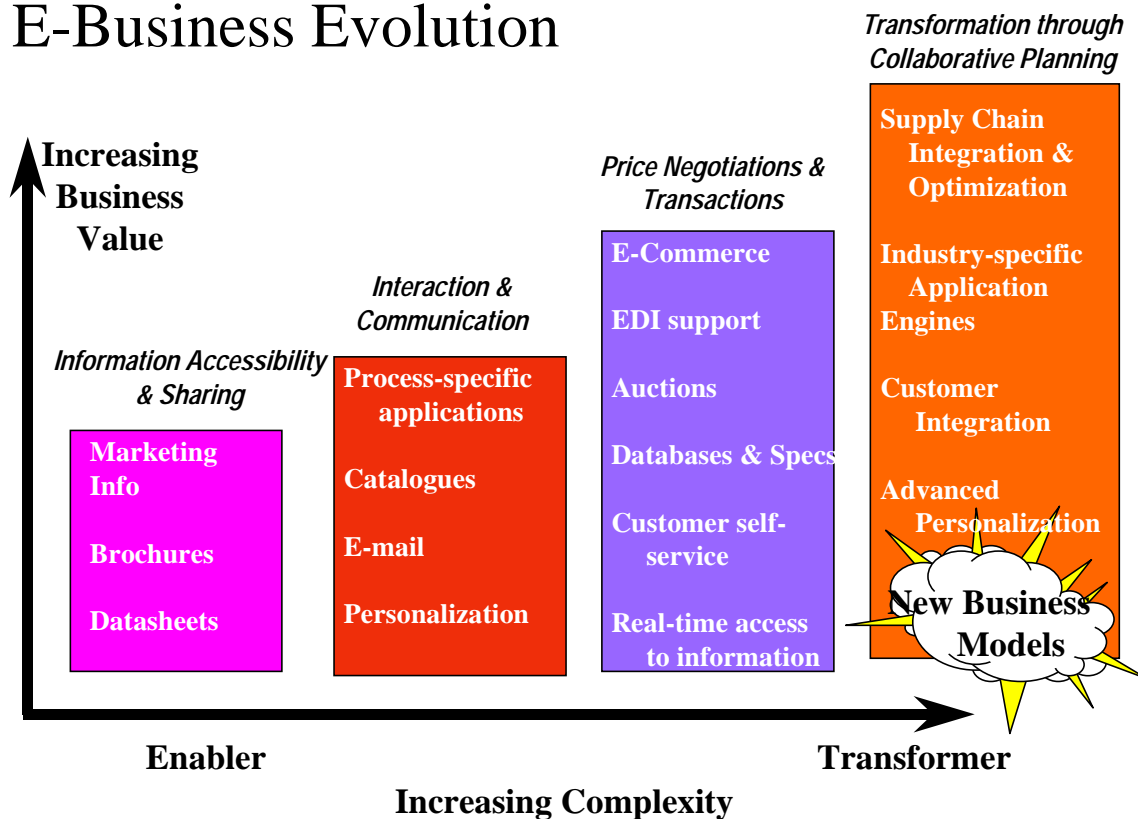 E-Business Evolution
Transformation through
Collaborative Planning
Increasing
Business
Value
Price Negotiations &
Transactions
Interaction &
Communication
Information Accessibility
& Sharing
Marketing
Info
Brochures
Datasheets
Process-specific
applications
Catalogues
E-mail
Personalization
E-Commerce
EDI support
Auctions
Databases & Specs
Customer self-
service
Real-time access
to information
Supply Chain
Integration &
Optimization
Industry-specific
Application
Engines
Customer
Integration
Advanced
Personalization
New Business
Models
Enabler
Transformer
Increasing Complexity